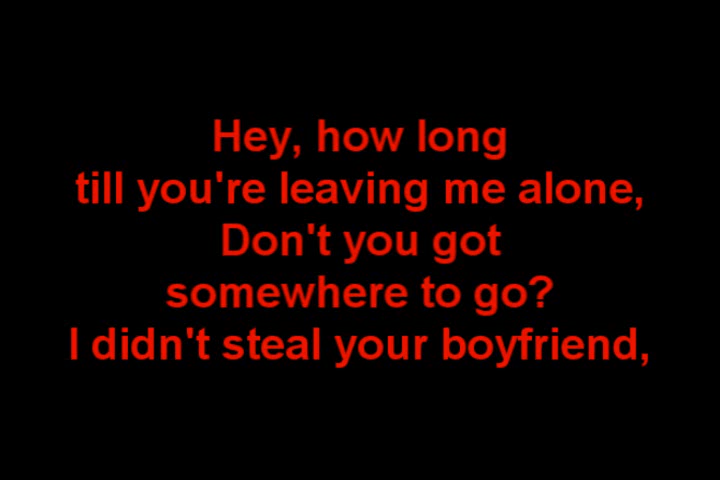 Hey, how long
till you're leaving me alone,
Don't you got
somewhere to go?
I didn't steal your boyfriend,